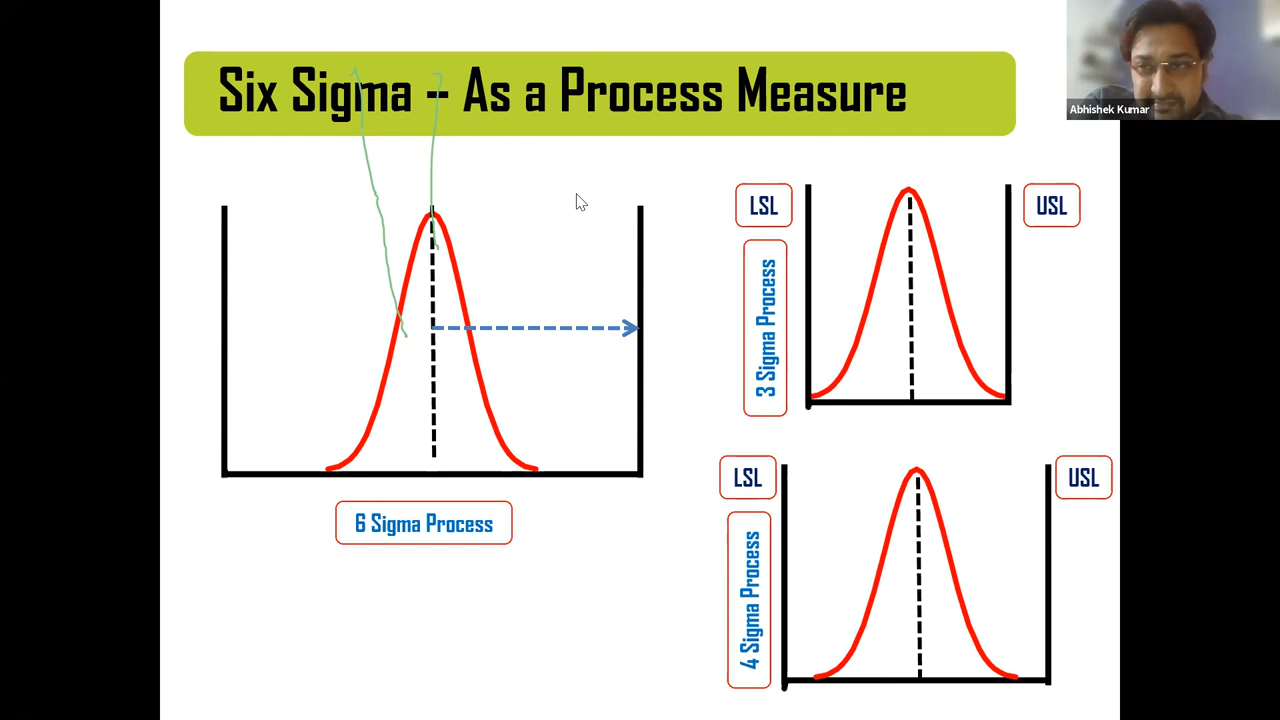 Six Sigma – As a Process Measure
Abhishek Kumar
LSL
USL
3 Sigma Process
6 Sigma Process
LSL
USL
4 Sigma Process